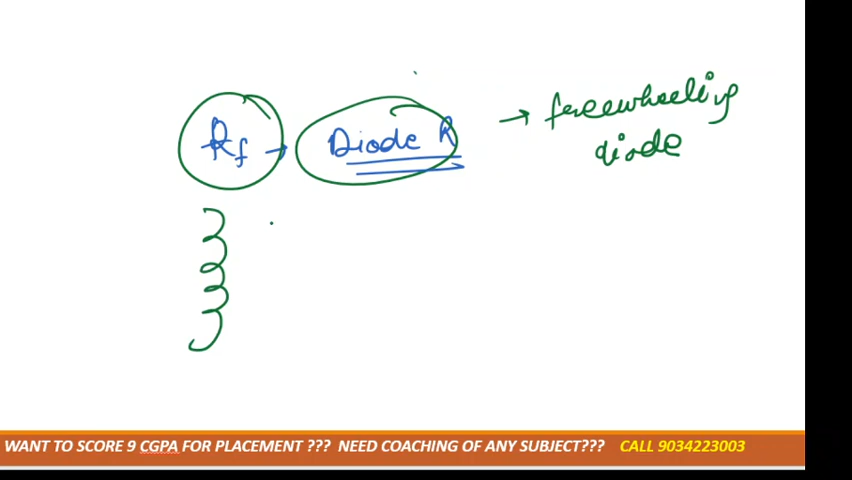 Rf → Diode R → freewheeling
diode
WANT TO SCORE 9 CGPA FOR PLACEMENT ??? NEED COACHING OF ANY SUBJECT??? CALL 9034223003